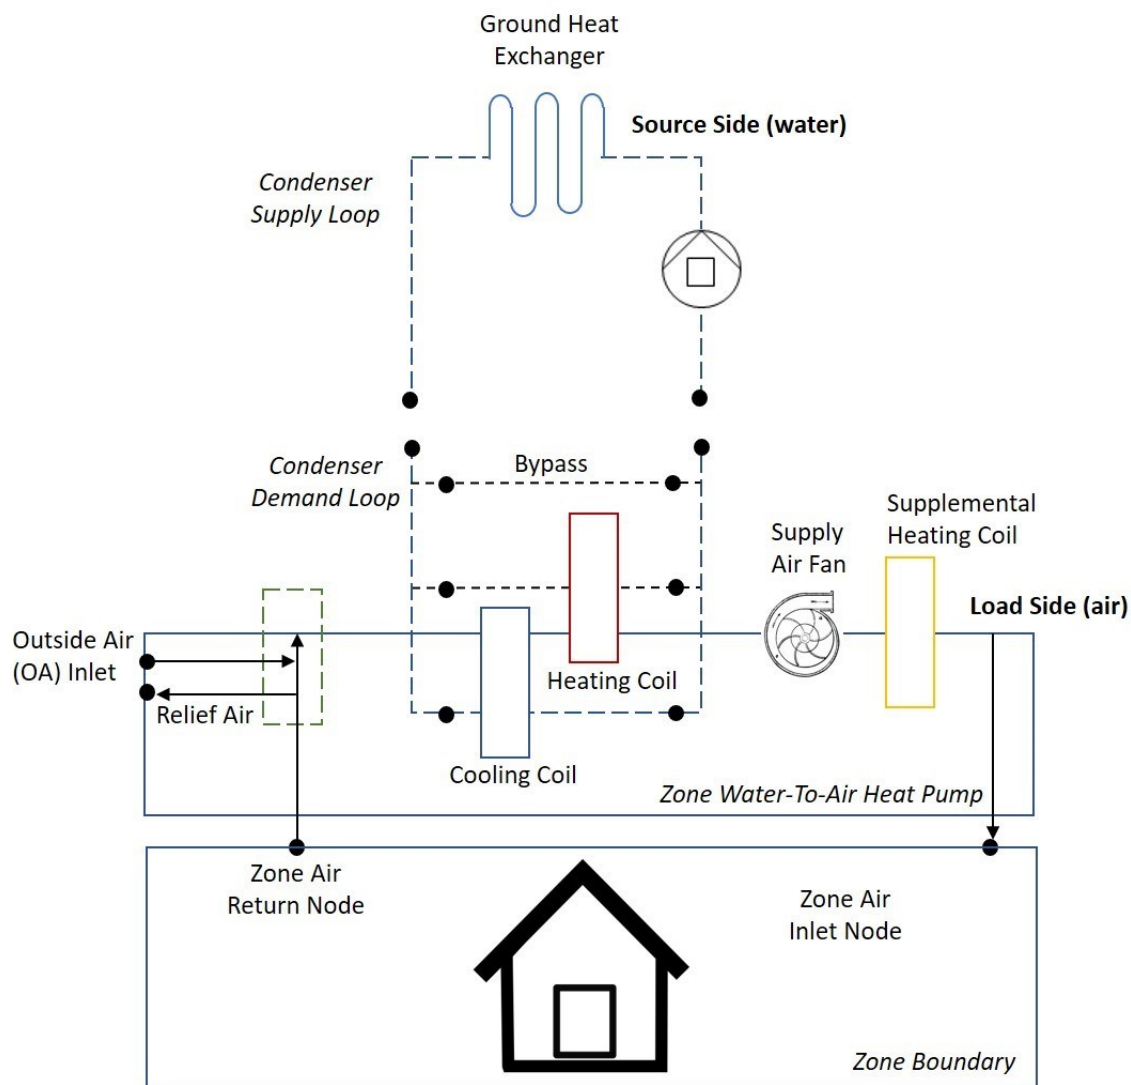 Ground Heat
Exchanger
Source Side (water)
Condenser
Supply Loop
Condenser
Demand Loop
Bypass
Supply
Air Fan
Supplemental
Heating Coil
Load Side (air)
Outside Air
(OA) Inlet
Relief Air
Heating Coil
Cooling Coil
Zone Water-To-Air Heat Pump
Zone Air
Return Node
Zone Air
Inlet Node
Zone Boundary